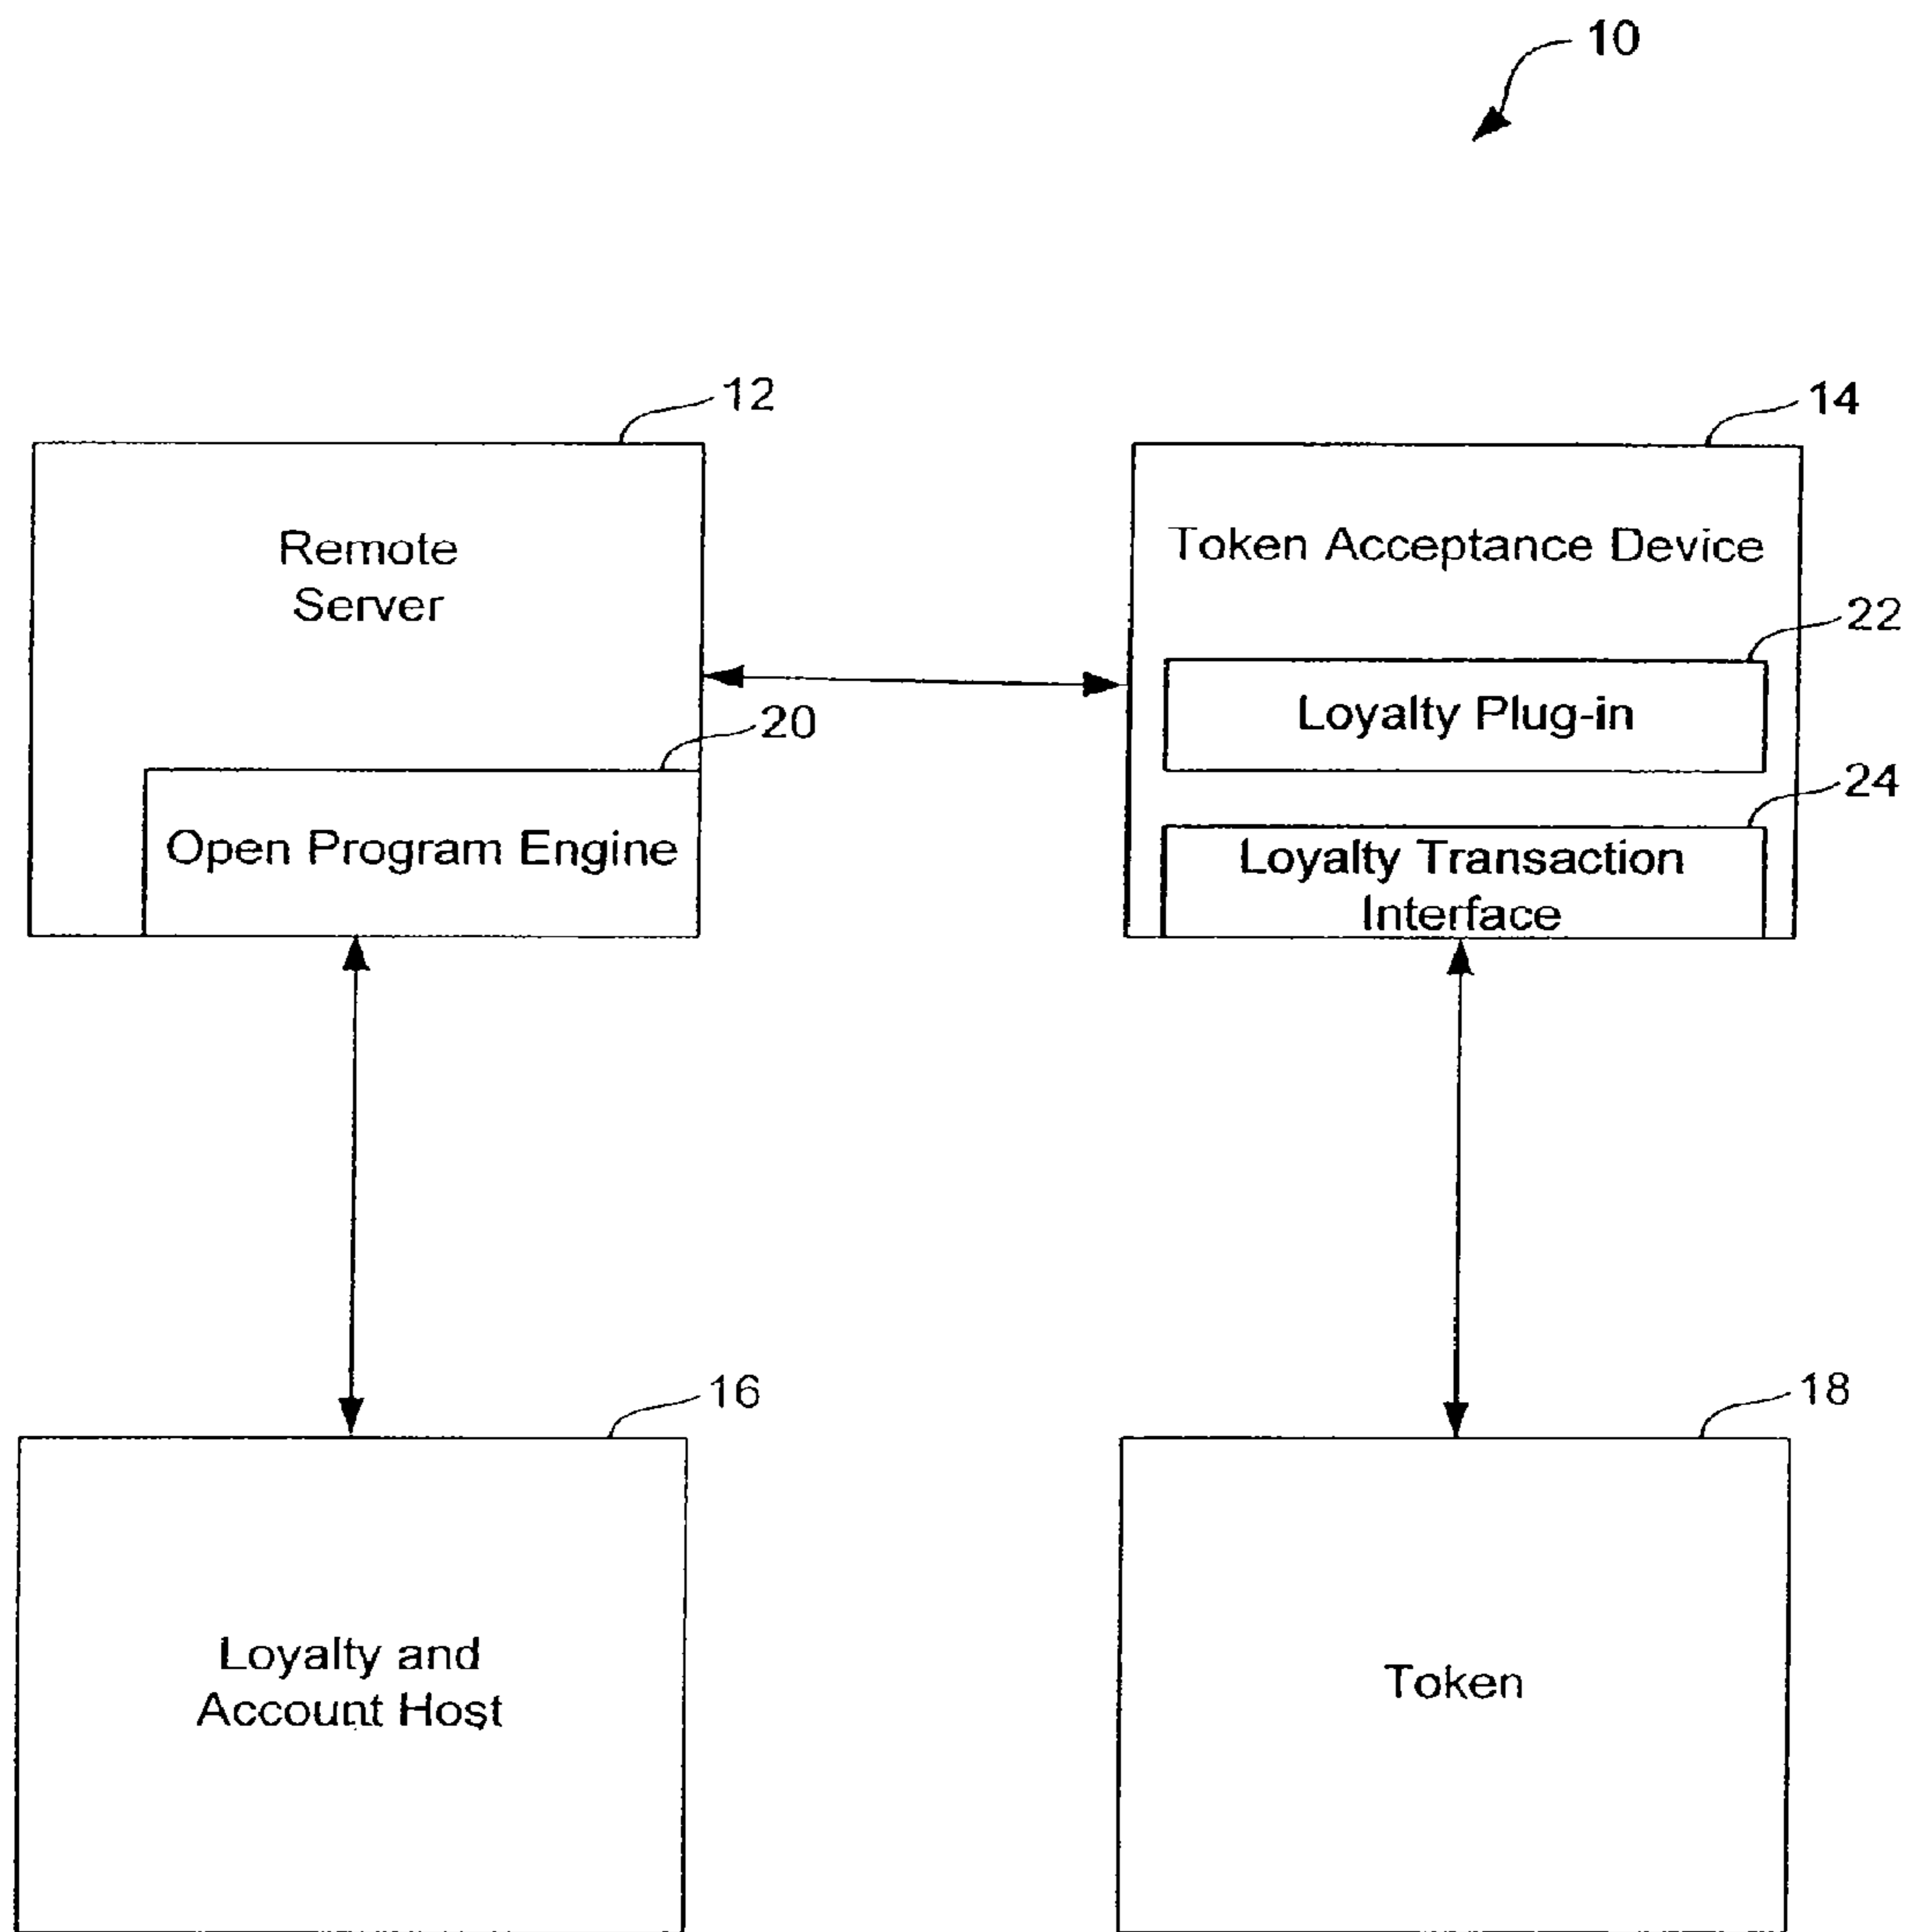 10
12
14
Remote
Server
Token Acceptance Device
22
Loyalty Plug-in
20
24
Open Program Engine
Loyalty Transaction
Interface
16
18
Loyalty and
Account Host
Token